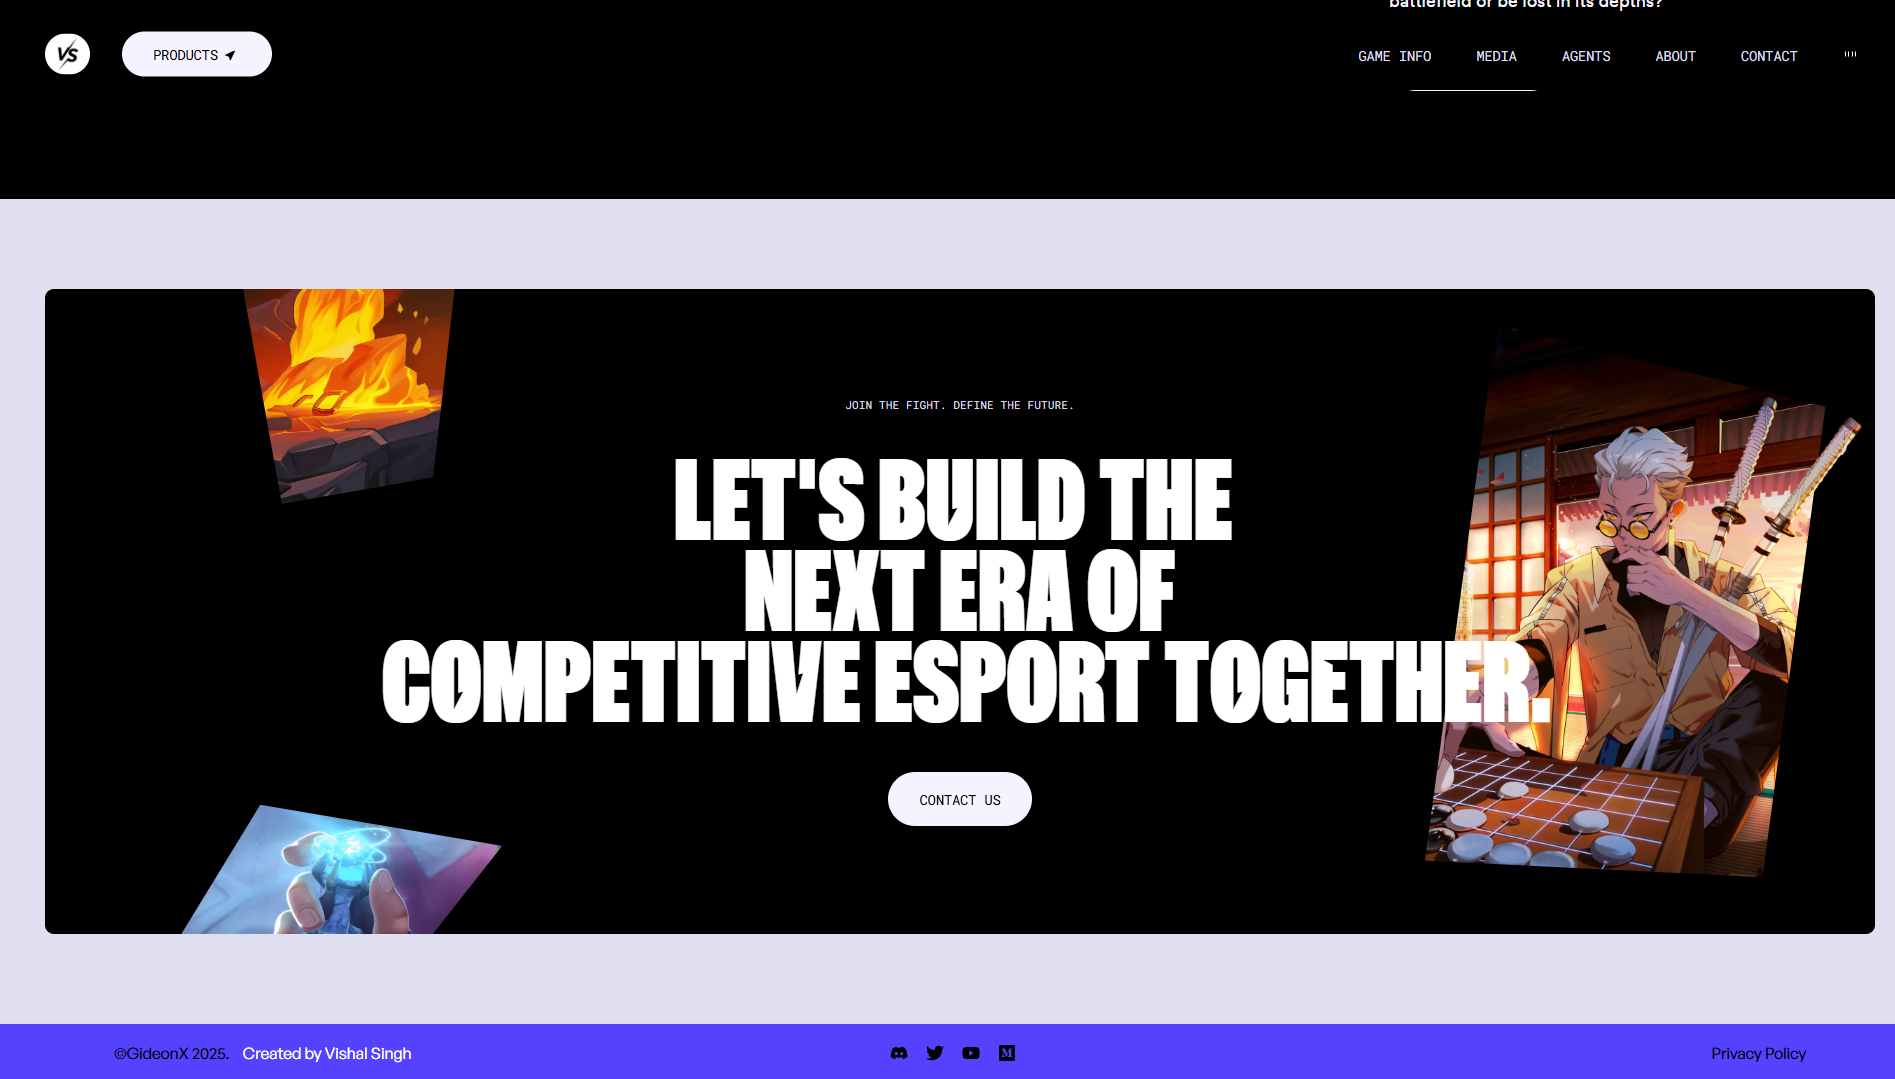 battlefield or be lost in its depths?
VS
PRODUCTS
GAME INFO
MEDIA
AGENTS
ABOUT
CONTACT
JOIN THE FIGHT. DEFINE THE FUTURE.
LET'S BUILD THE
NEXT ERA OF
COMPETITIVE ESPORT TOGETHER.
CONTACT US
©GideonX 2025.
Created by Vishal Singh
M
Privacy Policy